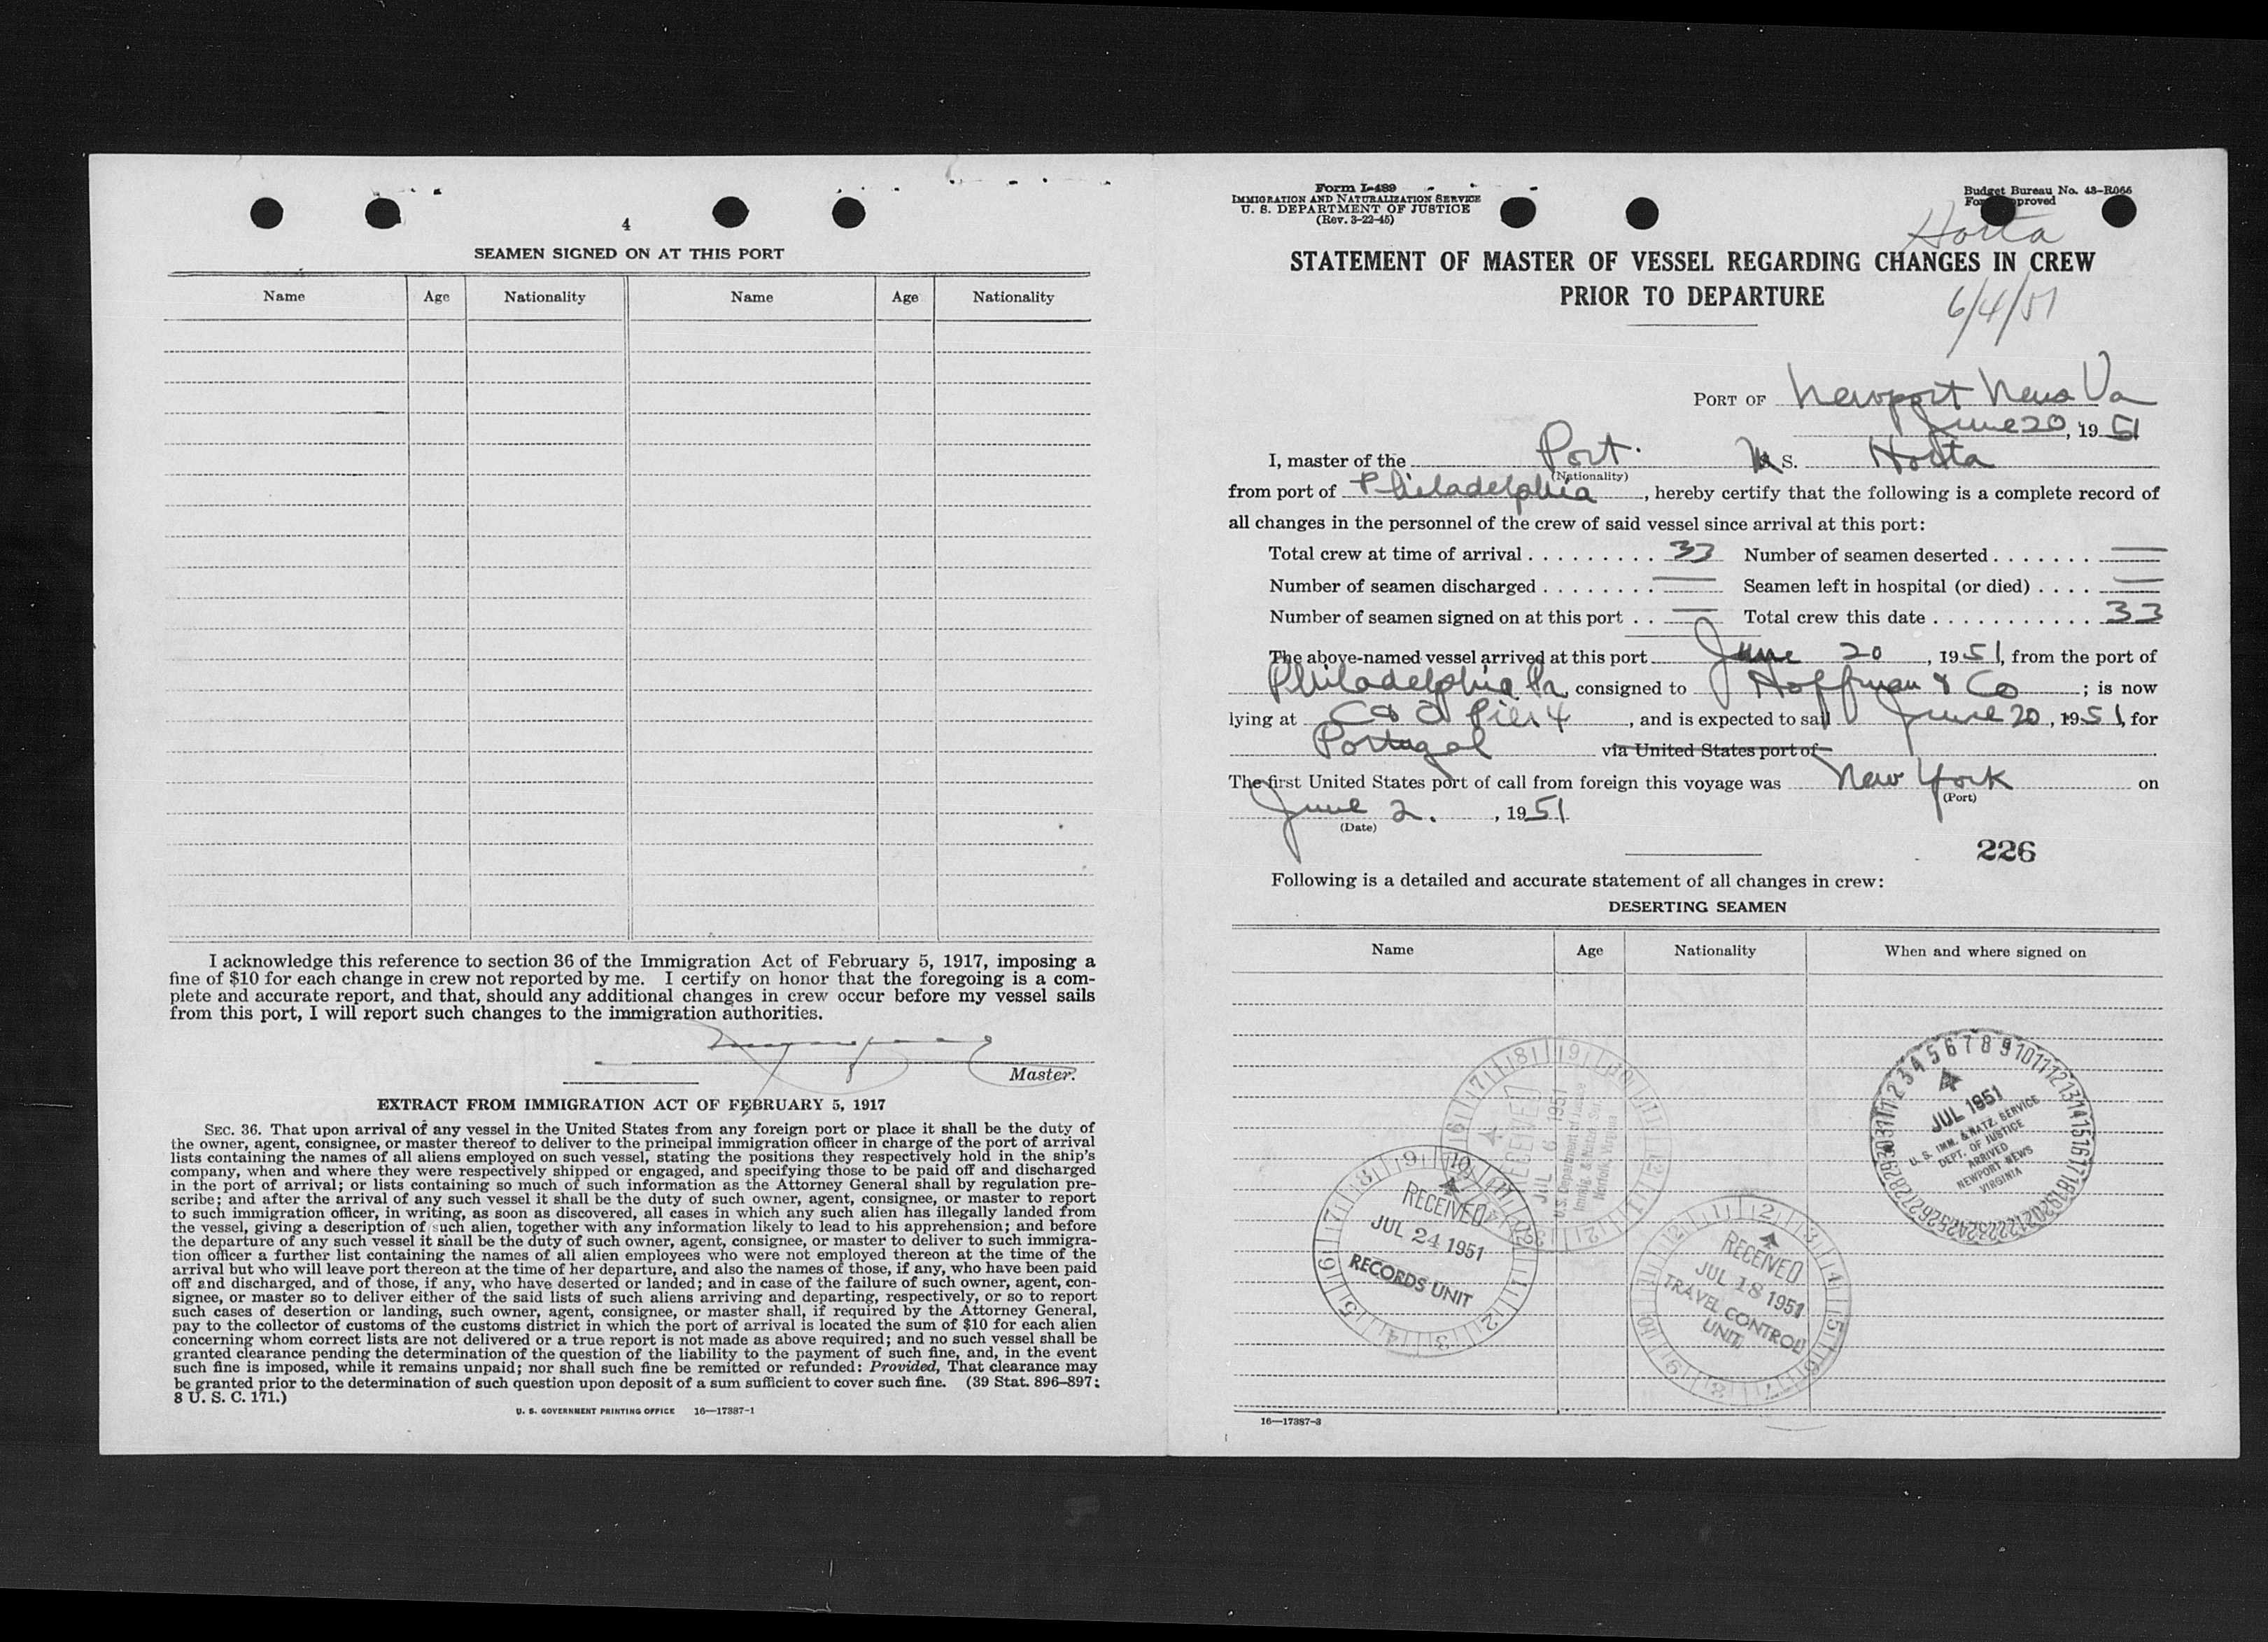 4
SEAMEN SIGNED ON AT THIS PORT
Name Age Nationality Name Age Nationality
I acknowledge this reference to section 36 of the Immigration Act of February 5, 1917, imposing a
fine of $10 for each change in crew not reported by me. I certify on honor that the foregoing is a com-
plete and accurate report, and that, should any additional changes in crew occur before my vessel sails
from this port, I will report such changes to the immigration authorities.
Master.
EXTRACT FROM IMMIGRATION ACT OF FEBRUARY 5, 1917
SEC. 36. That upon arrival of any vessel in the United States from any foreign port or place it shall be the duty of
the owner, agent, consignee, or master thereof to deliver to the principal immigration officer in charge of the port of arrival
lists containing the names of all aliens employed on such vessel, stating the positions they respectively hold in the ship's
company, when and where they were respectively shipped or engaged, and specifying those to be paid off and discharged
in the port of arrival; or lists containing so much of such information as the Attorney General shall by regulation pre-
scribe; and after the arrival of any such vessel it shall be the duty of such owner, agent, consignee, or master to report
to such immigration officer, in writing, as soon as discovered, all cases in which any such alien has illegally landed from
the vessel, giving a description of such alien, together with any information likely to lead to his apprehension; and before
the departure of any such vessel it shall be the duty of such owner, agent, consignee, or master to deliver to such immigra-
tion officer a further list containing the names of all alien employees who were not employed thereon at the time of the
arrival but who will leave port thereon at the time of her departure, and also the names of those, if any, who have been paid
off and discharged, and of those, if any, who have deserted or landed; and in case of the failure of such owner, agent, con-
signee, or master so to deliver either of the said lists of such aliens arriving and departing, respectively, or so to report
such cases of desertion or landing, such owner, agent, consignee, or master shall, if required by the Attorney General,
pay to the collector of customs of the customs district in which the port of arrival is located the sum of $10 for each alien
concerning whom correct lists are not delivered or a true report is not made as above required; and no such vessel shall be
granted clearance pending the determination of the question of the liability to the payment of such fine, and, in the event
such fine is imposed, while it remains unpaid; nor shall such fine be remitted or refunded: Provided, That clearance may
be granted prior to the determination of such question upon deposit of a sum sufficient to cover such fine. (39 Stat. 896–897;
8 U. S. C. 171.)
U. S. GOVERNMENT PRINTING OFFICE 16—17387-1
Form I-489
IMMIGRATION AND NATURALIZATION SERVICE
U. S. DEPARTMENT OF JUSTICE
(Rev. 3-22-45)
Budget Bureau No. 43-R066
Horta
STATEMENT OF MASTER OF VESSEL REGARDING CHANGES IN CREW
PRIOR TO DEPARTURE
6/4/51
PORT OF Newport News Va
June 20, 1951
I, master of the Port. M. S. Horta
(Nationality)
from port of Philadelphia, hereby certify that the following is a complete record of
all changes in the personnel of the crew of said vessel since arrival at this port:
Total crew at time of arrival . . . . . . . . . 33 Number of seamen deserted . . . . . . . —
Number of seamen discharged . . . . . . . . — Seamen left in hospital (or died) . . . . —
Number of seamen signed on at this port . . — Total crew this date . . . . . . . . . . . 33
The above-named vessel arrived at this port June 20, 1951, from the port of
Philadelphia Pa, consigned to Hoffman & Co; is now
lying at C & O Pier 4, and is expected to sail June 20, 1951, for
Portugal via United States port of
The first United States port of call from foreign this voyage was New York on
(Port)
June 2., 1951
(Date)
226
Following is a detailed and accurate statement of all changes in crew:
DESERTING SEAMEN
Name Age Nationality When and where signed on
RECEIVED
JUL 6 1951
U.S. Department of Justice
Immig. & Natzn. Ser.
Norfolk, Virginia
JUL 1951
U. S. IMM. & NATZ. SERVICE
DEPT. OF JUSTICE
ARRIVED
NEWPORT NEWS
VIRGINIA
RECEIVED
JUL 24 1951
RECORDS UNIT
RECEIVED
JUL 18 1951
TRAVEL CONTROL
UNIT
16—17387-3